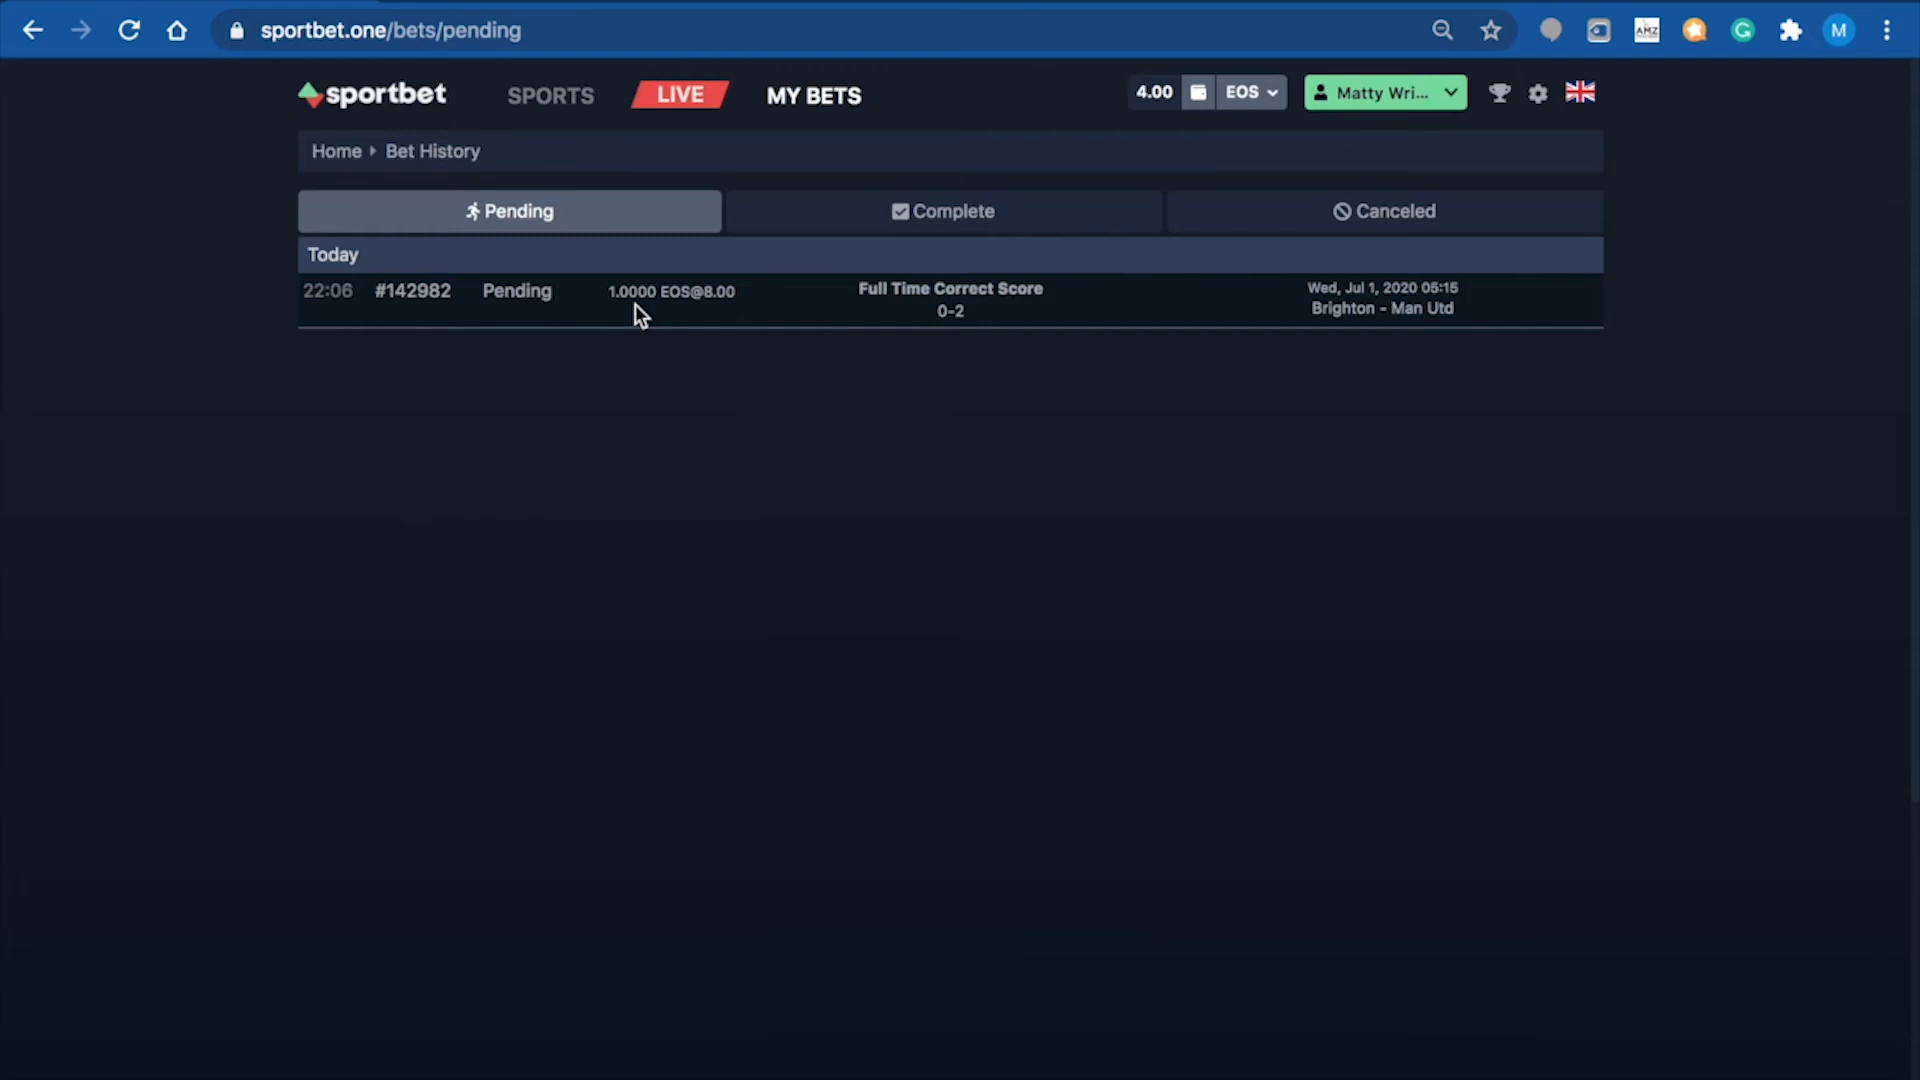 sportbet.one/bets/pending
AMZ
G
M
sportbet SPORTS LIVE MY BETS 4.00 EOS Matty Wri...
Home Bet History
Pending Complete Canceled
Today
22:06 #142982 Pending 1.0000 EOS@8.00 Full Time Correct Score Wed, Jul 1, 2020 05:15
0-2 Brighton - Man Utd